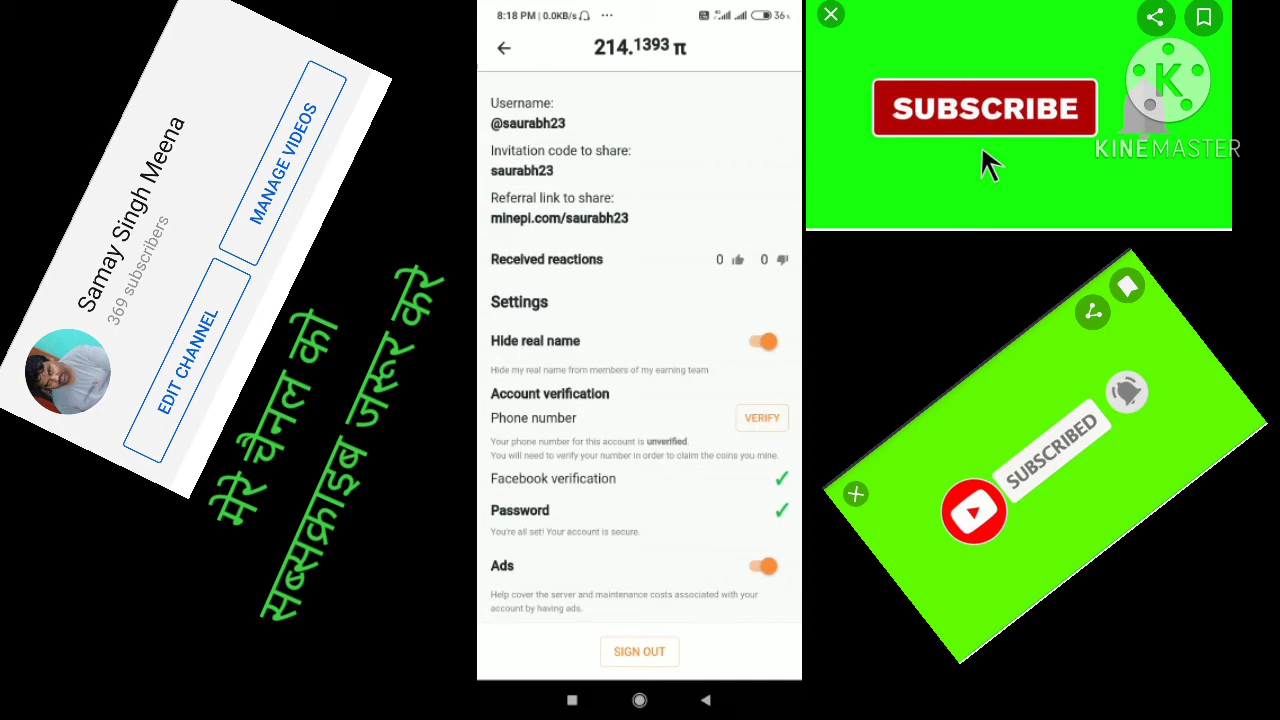 Samay Singh Meena
369 subscribers
EDIT CHANNEL
MANAGE VIDEOS
मेरे चैनल को
सब्सक्राइब जरूर करे
8:18 PM | 0.0KB/s
36
214.1393 π
Username:
@saurabh23
Invitation code to share:
saurabh23
Referral link to share:
minepi.com/saurabh23
Received reactions 0 0
Settings
Hide real name
Hide my real name from members of my earning team
Account verification
Phone number VERIFY
Your phone number for this account is unverified.
You will need to verify your number in order to claim the coins you mine.
Facebook verification
Password
You're all set! Your account is secure.
Ads
Help cover the server and maintenance costs associated with your
account by having ads.
SIGN OUT
SUBSCRIBE
K
KINEMASTER
SUBSCRIBED